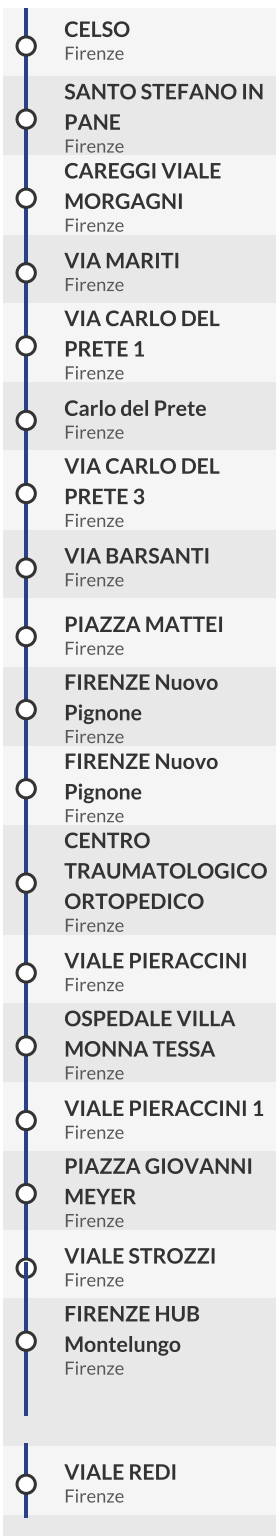 CELSO
Firenze
SANTO STEFANO IN
PANE
Firenze
CAREGGI VIALE
MORGAGNI
Firenze
VIA MARITI
Firenze
VIA CARLO DEL
PRETE 1
Firenze
Carlo del Prete
Firenze
VIA CARLO DEL
PRETE 3
Firenze
VIA BARSANTI
Firenze
PIAZZA MATTEI
Firenze
FIRENZE Nuovo
Pignone
Firenze
FIRENZE Nuovo
Pignone
Firenze
CENTRO
TRAUMATOLOGICO
ORTOPEDICO
Firenze
VIALE PIERACCINI
Firenze
OSPEDALE VILLA
MONNA TESSA
Firenze
VIALE PIERACCINI 1
Firenze
PIAZZA GIOVANNI
MEYER
Firenze
VIALE STROZZI
Firenze
FIRENZE HUB
Montelungo
Firenze
VIALE REDI
Firenze